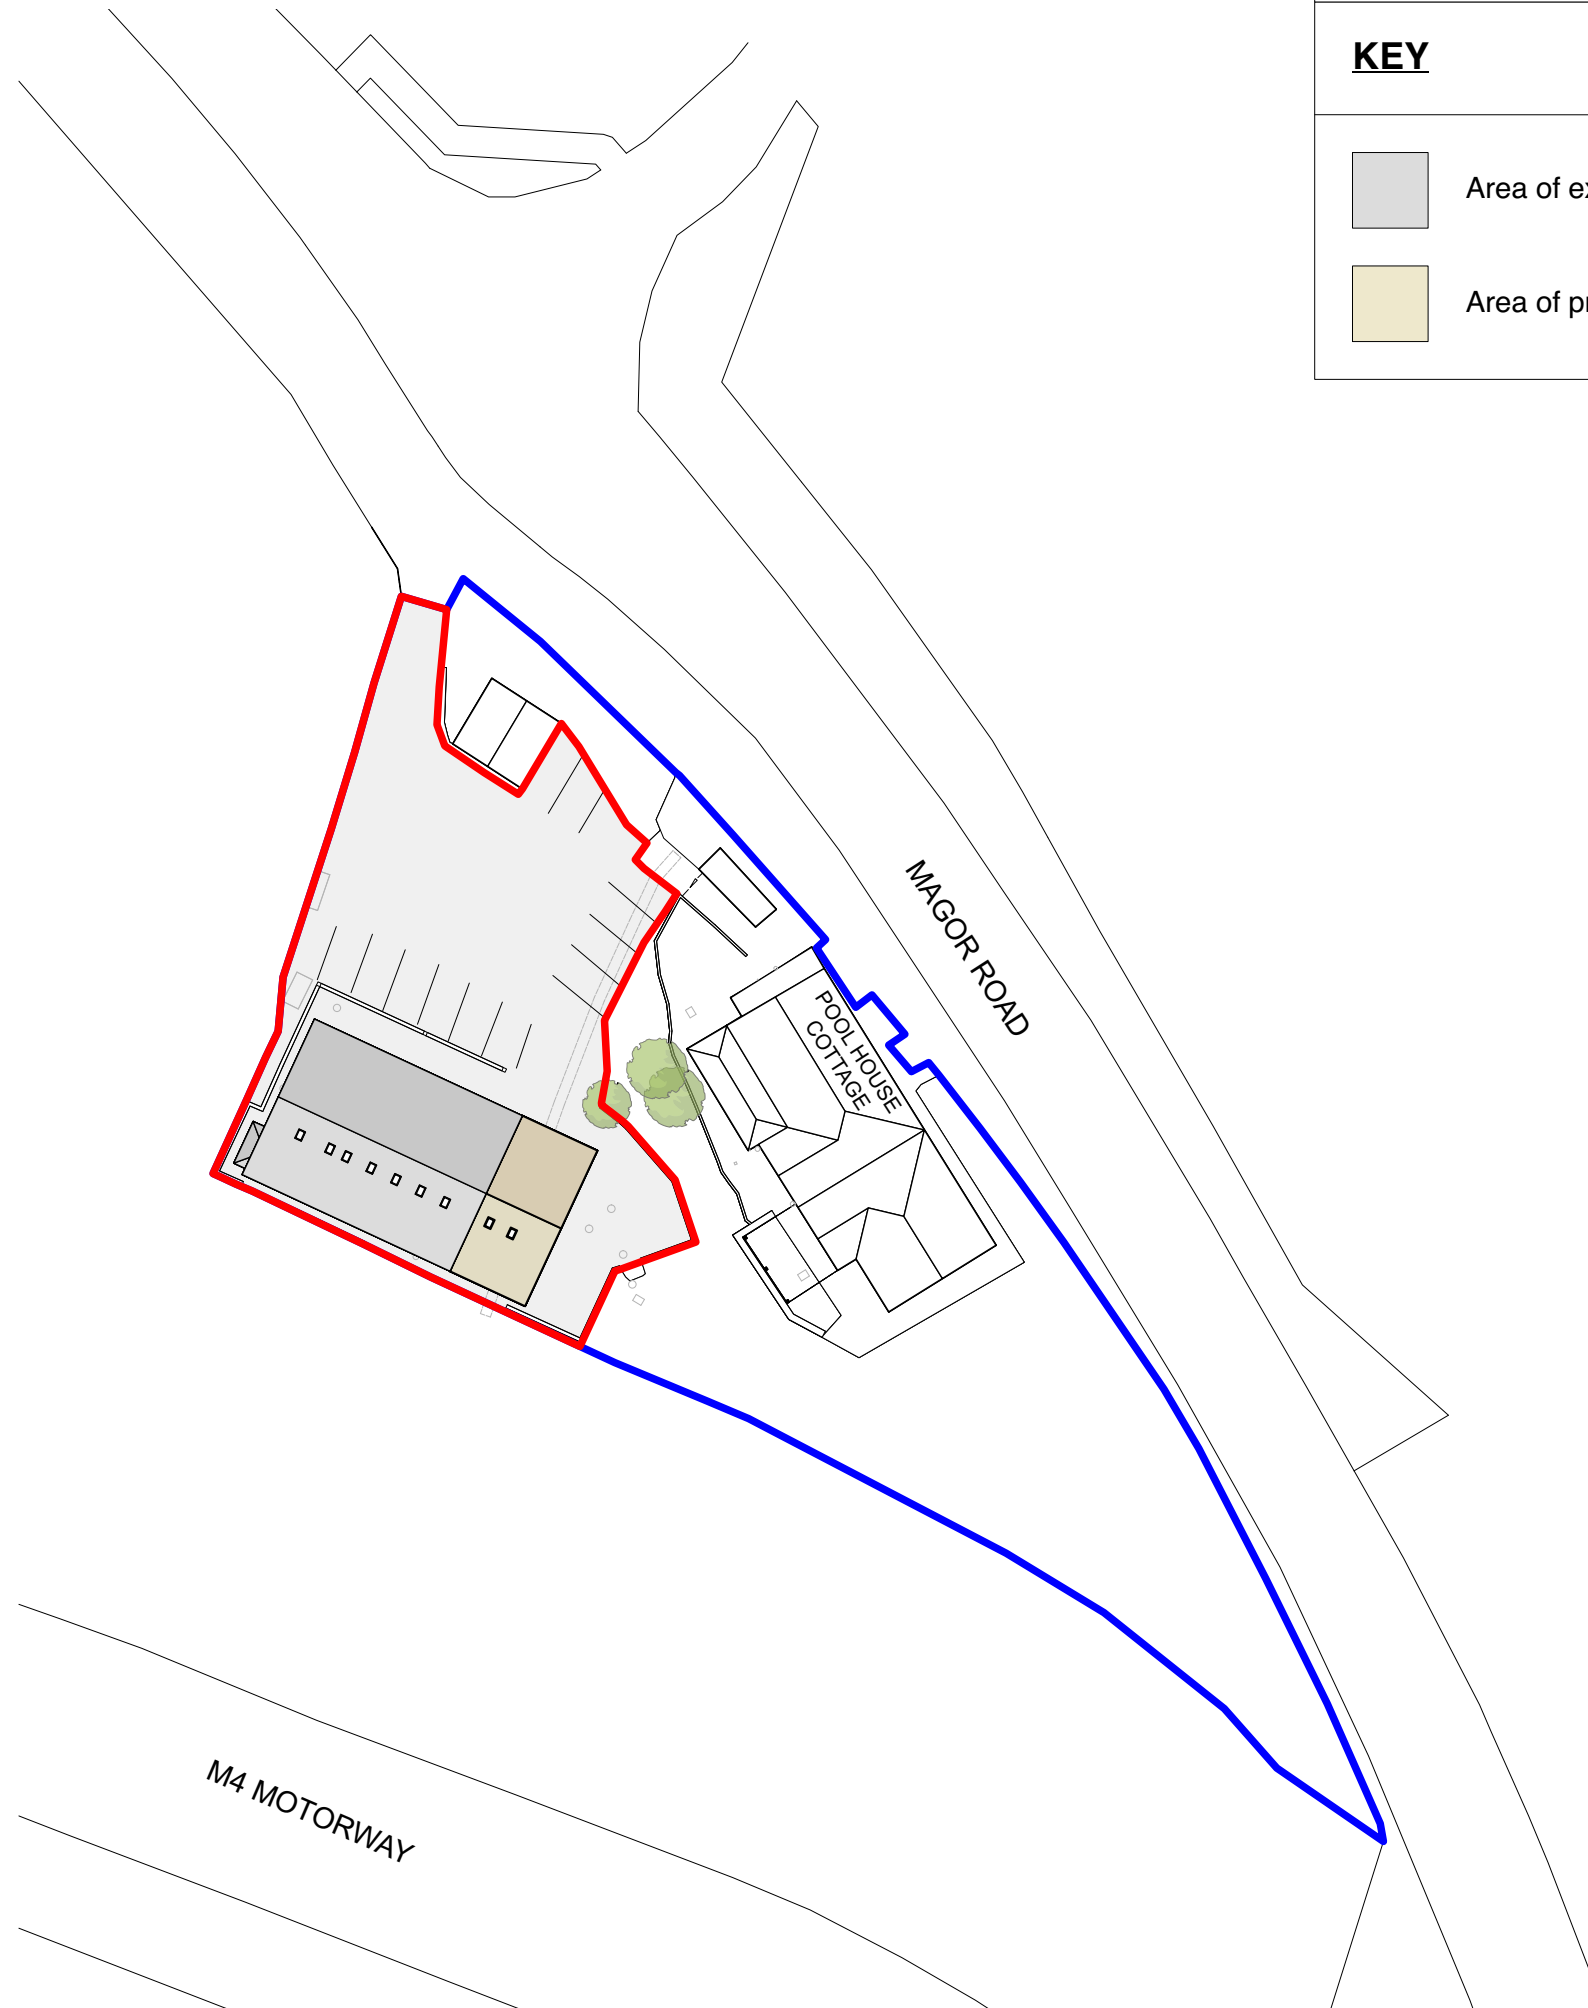 KEY
Area of ex
Area of pr
MAGOR ROAD
POOL HOUSE
COTTAGE
M4 MOTORWAY